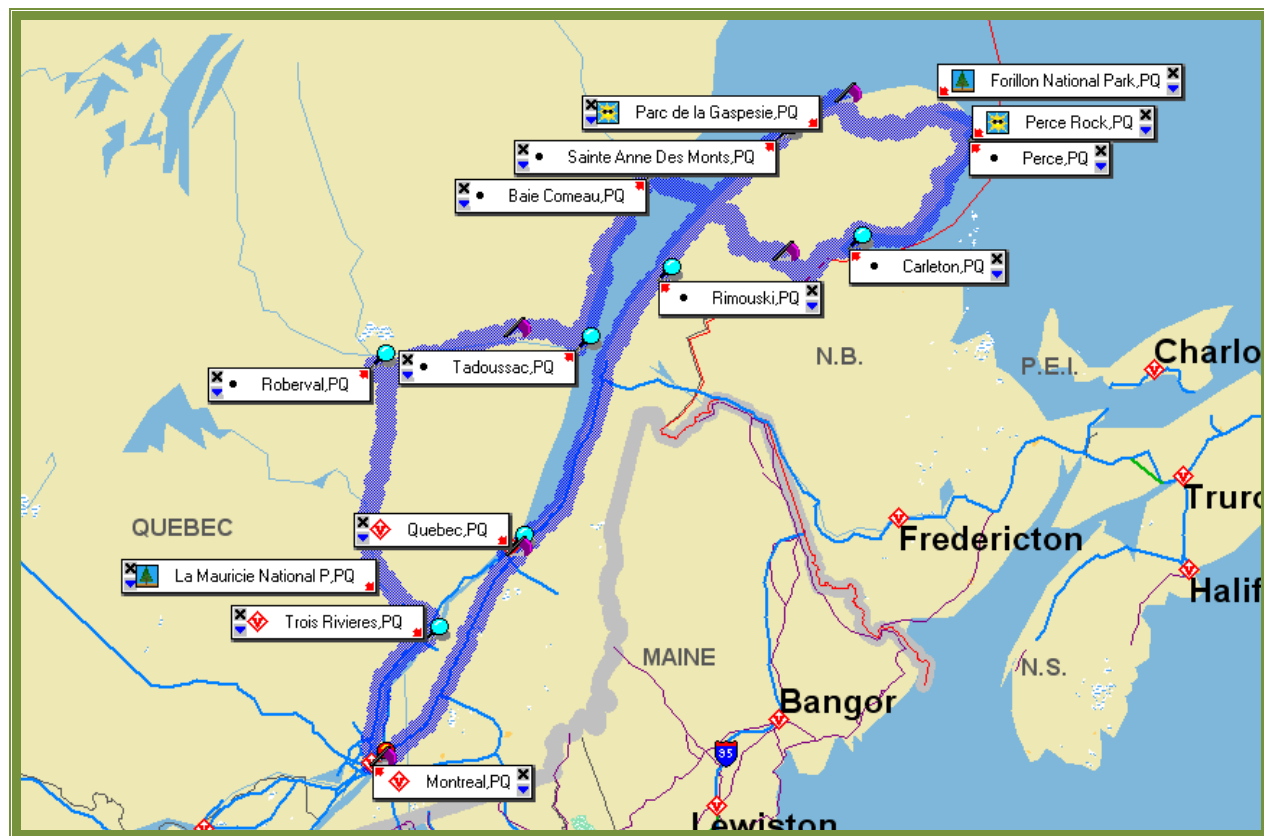 Forillon National Park,PQ
Parc de la Gaspesie,PQ
Perce Rock,PQ
Sainte Anne Des Monts,PQ
Perce,PQ
Baie Comeau,PQ
Carleton,PQ
Rimouski,PQ
Tadoussac,PQ
Roberval,PQ
N.B.
P.E.I.
Charlo
QUEBEC
Quebec,PQ
Truro
Fredericton
La Mauricie National P,PQ
Halif
Trois Rivieres,PQ
MAINE
N.S.
Bangor
95
Montreal,PQ
Lewiston